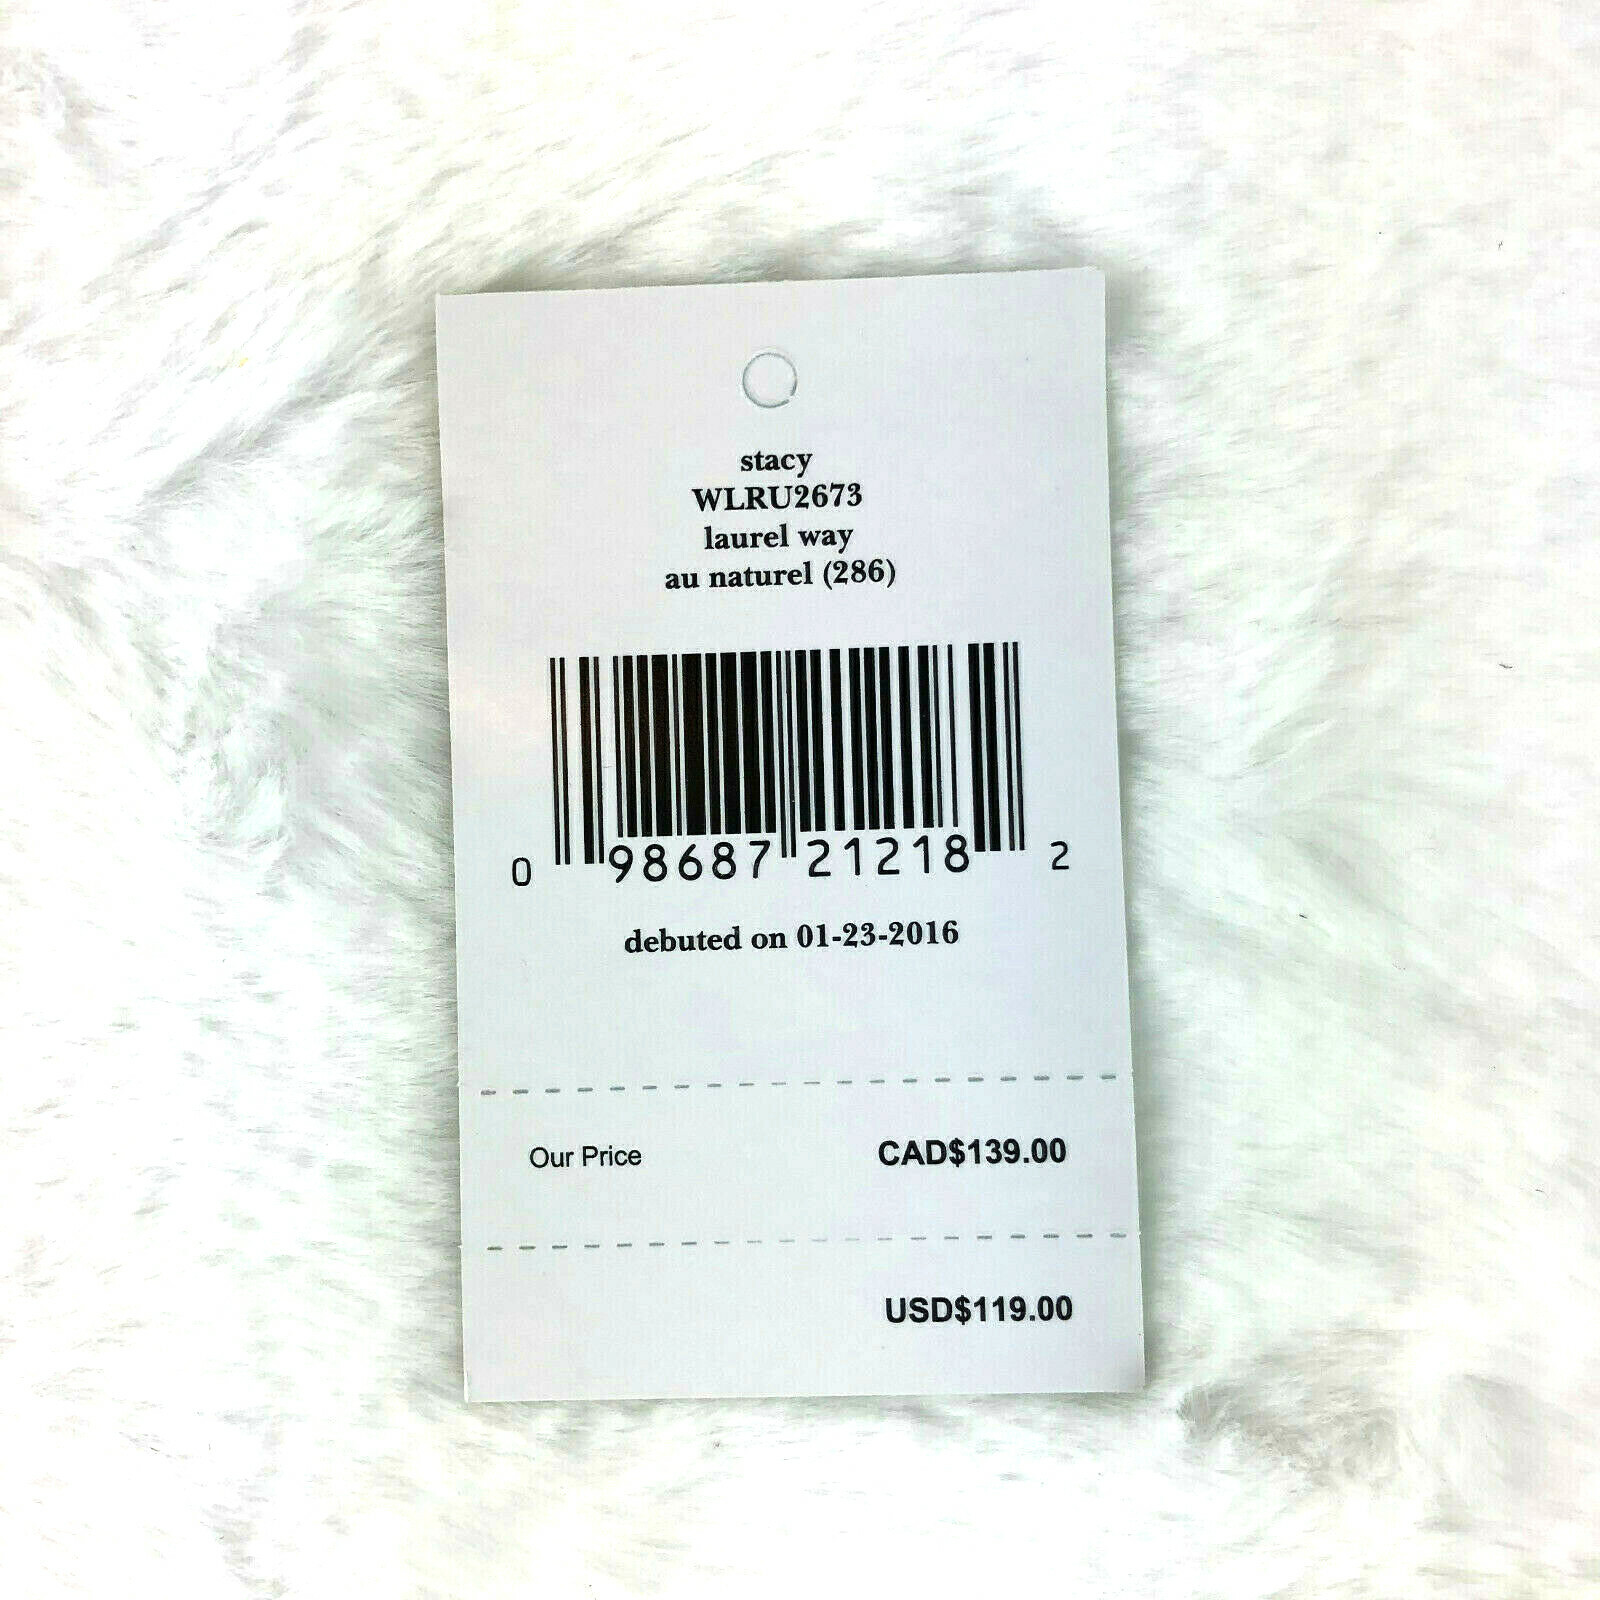 stacy
WLRU2673
laurel way
au naturel (286)
0 98687 21218 2
debuted on 01-23-2016
Our Price CAD$139.00
USD$119.00